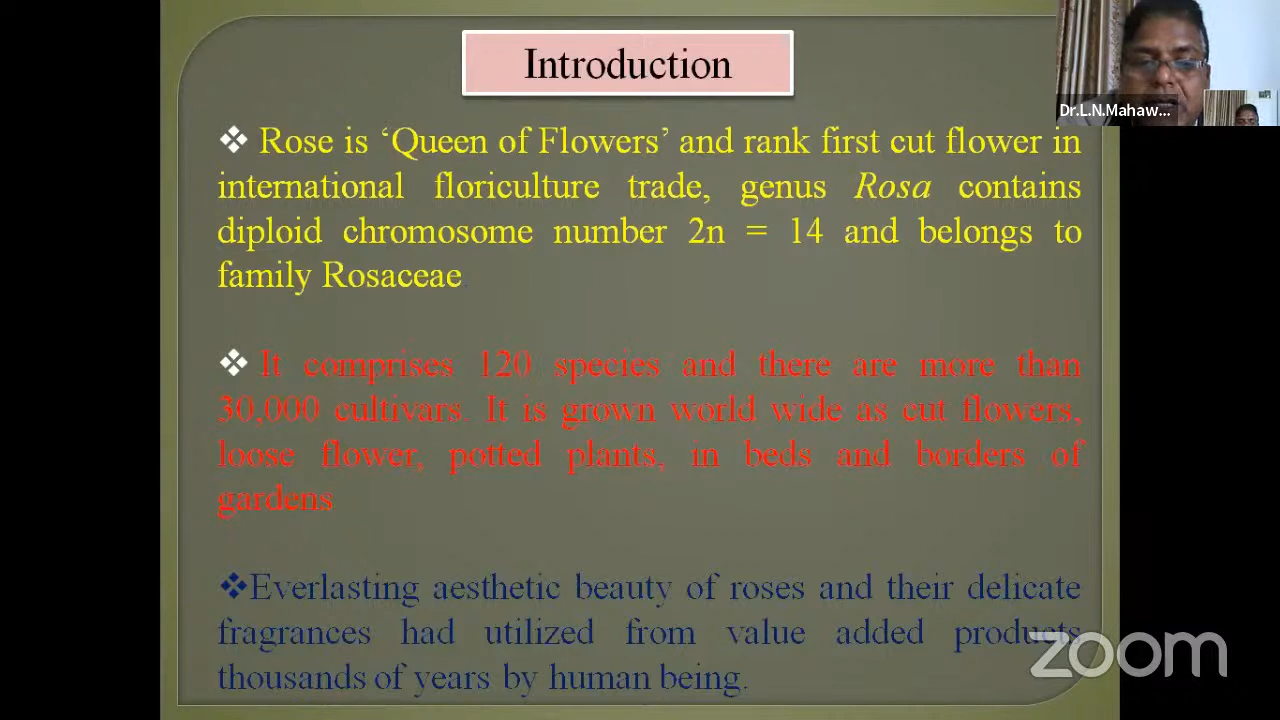 Introduction
Dr.L.N.Mahaw...
❖ Rose is ‘Queen of Flowers’ and rank first cut flower in
international floriculture trade, genus Rosa contains
diploid chromosome number 2n = 14 and belongs to
family Rosaceae
❖ It comprises 120 species and there are more than
30,000 cultivars. It is grown world wide as cut flowers,
loose flower, potted plants, in beds and borders of
gardens
❖Everlasting aesthetic beauty of roses and their delicate
fragrances had utilized from value added products
thousands of years by human being.
zoom